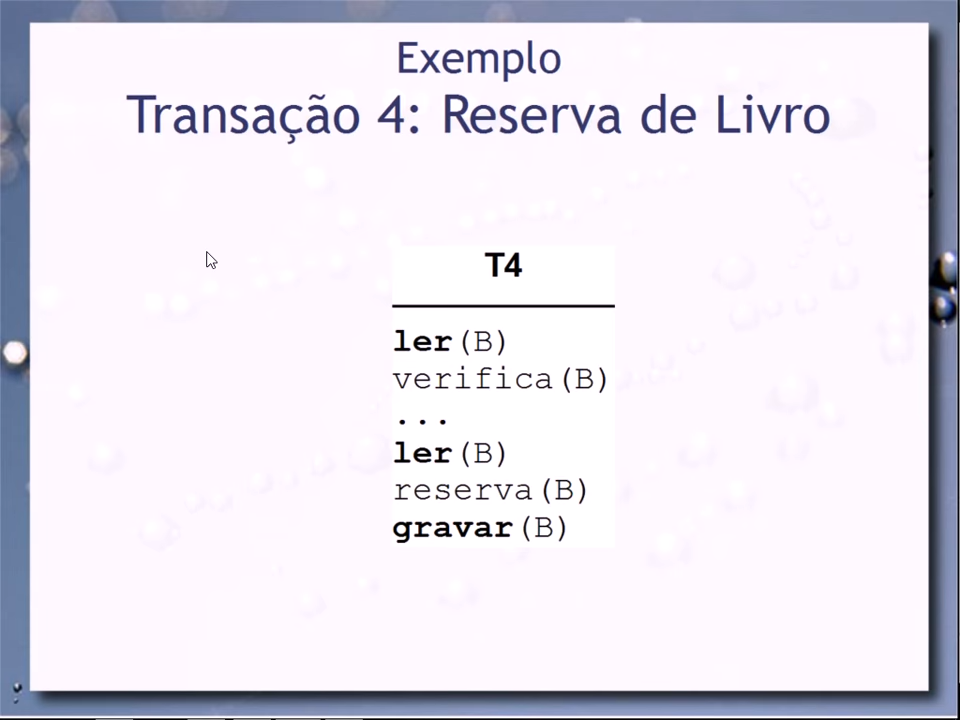 Exemplo
Transação 4: Reserva de Livro
T4
ler(B)
verifica(B)
...
ler(B)
reserva(B)
gravar(B)